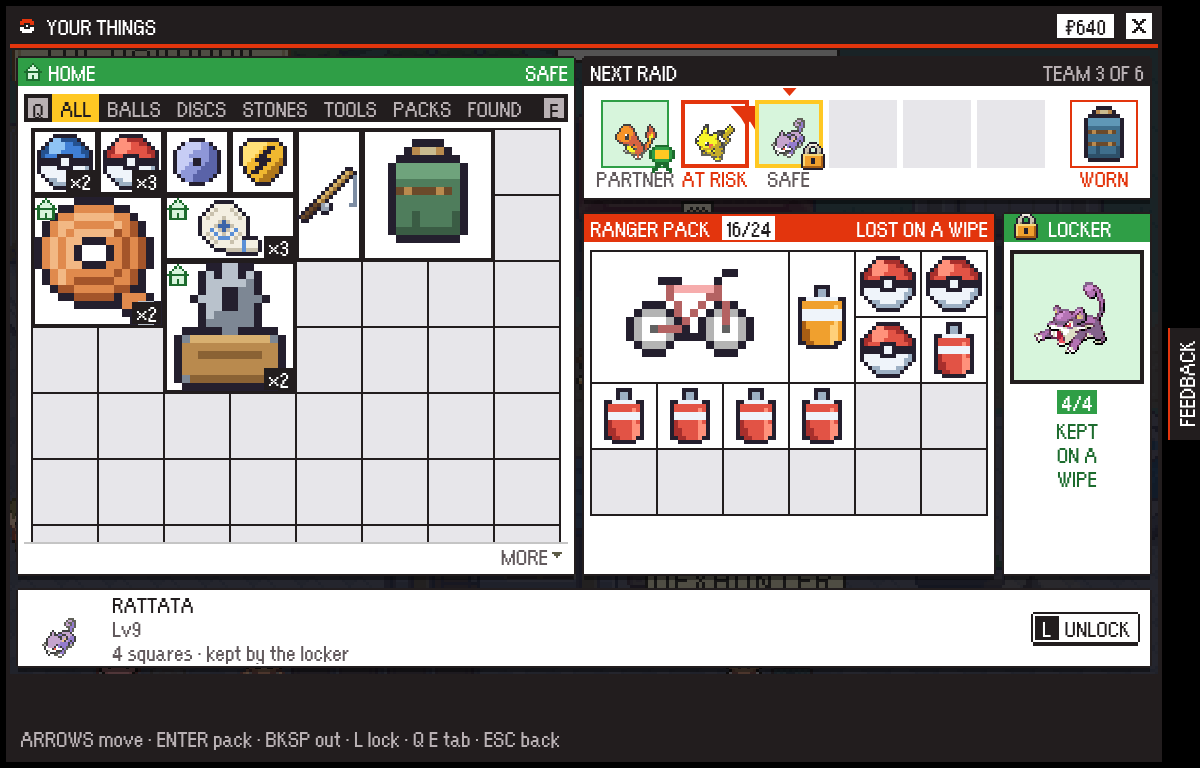 YOUR THINGS
₽640
X
HOME
SAFE
Q
ALL
BALLS
DISCS
STONES
TOOLS
PACKS
FOUND
E
×2
×3
×3
×2
×2
MORE
NEXT RAID
TEAM 3 OF 6
PARTNER
AT RISK
SAFE
WORN
RANGER PACK
16/24
LOST ON A WIPE
LOCKER
4/4
KEPT
ON A
WIPE
FEEDBACK
RATTATA
Lv9
4 squares · kept by the locker
L UNLOCK
ARROWS move · ENTER pack · BKSP out · L lock · Q E tab · ESC back